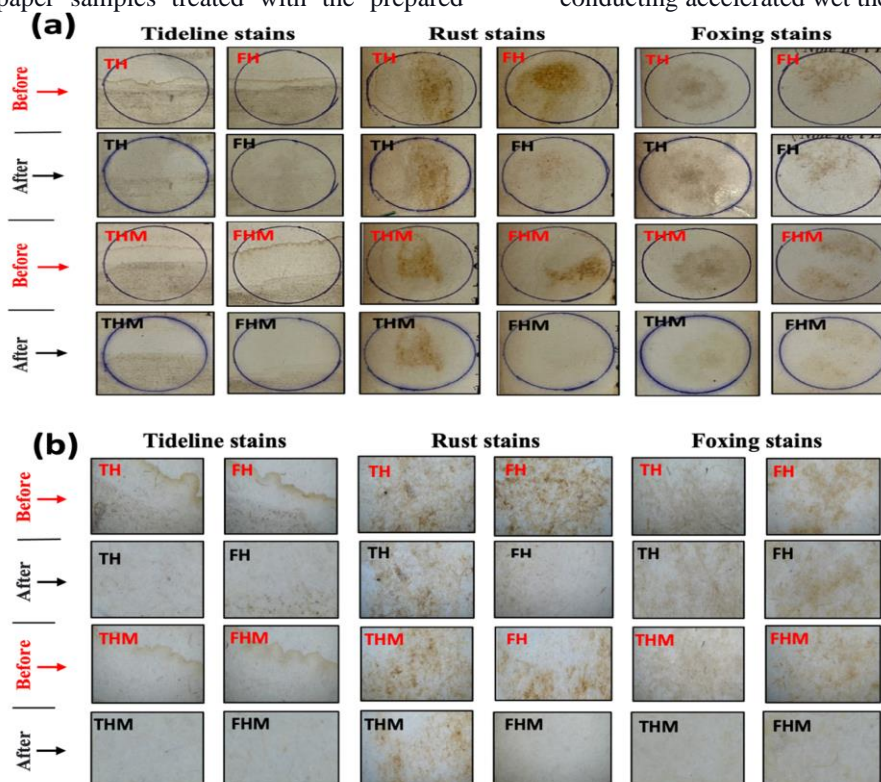 paper samples treated with the prepared
conducting accelerated wet the
(a)
Tideline stains Rust stains Foxing stains
Before TH FH TH FH TH FH
After TH FH TH FH TH FH
Before THM FHM THM FHM THM FHM
After THM FHM THM FHM THM FHM
(b)
Tideline stains Rust stains Foxing stains
Before TH FH TH FH TH FH
After TH FH TH FH TH FH
Before THM FHM THM FH THM FHM
After THM FHM THM FHM THM FHM